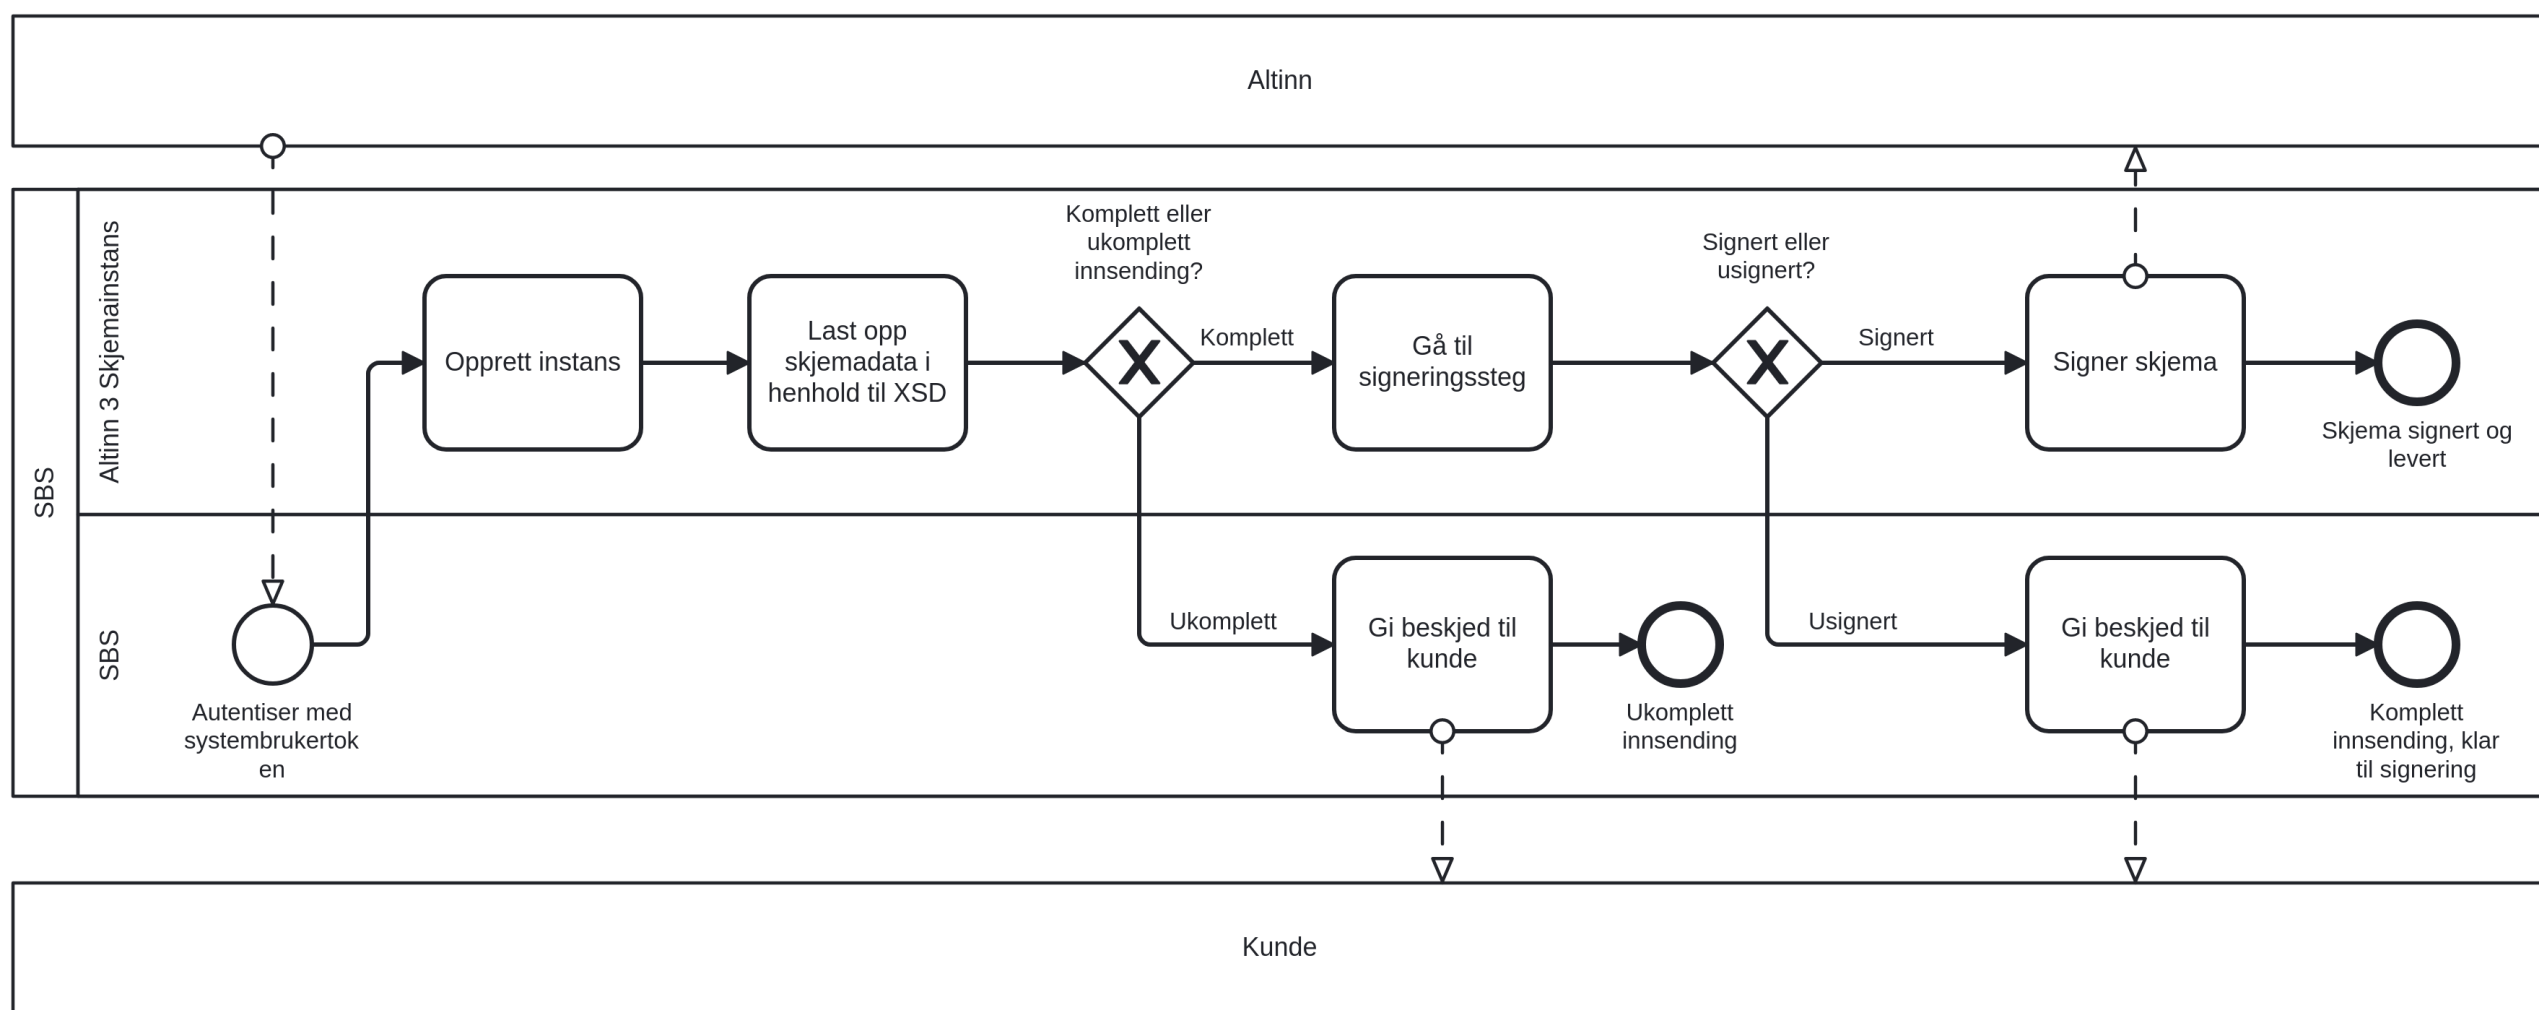 Altinn
SBS
Altinn 3 Skjemainstans
Opprett instans
Last opp
skjemadata i
henhold til XSD
Komplett eller
ukomplett
innsending?
Komplett
Gå til
signeringssteg
Signert eller
usignert?
Signert
Signer skjema
Skjema signert og
levert
SBS
Autentiser med
systembrukertok
en
Ukomplett
Gi beskjed til
kunde
Ukomplett
innsending
Usignert
Gi beskjed til
kunde
Komplett
innsending, klar
til signering
Kunde